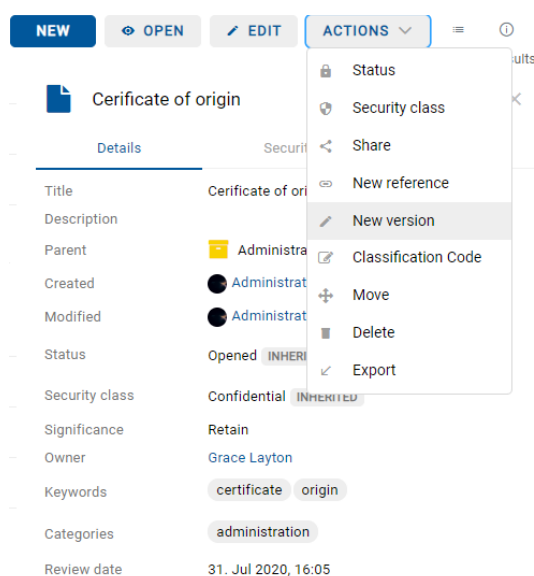 NEW OPEN EDIT ACTIONS
Status
Cerificate of origin
Security class
Details
Share
New reference
Title Cerificate of ori
New version
Description
Parent Administra
Classification Code
Created Administrat
Move
Modified Administrat
Delete
Status Opened INHERI
Export
Security class Confidential INHERITED
Significance Retain
Owner Grace Layton
Keywords certificate origin
Categories administration
Review date 31. Jul 2020, 16:05